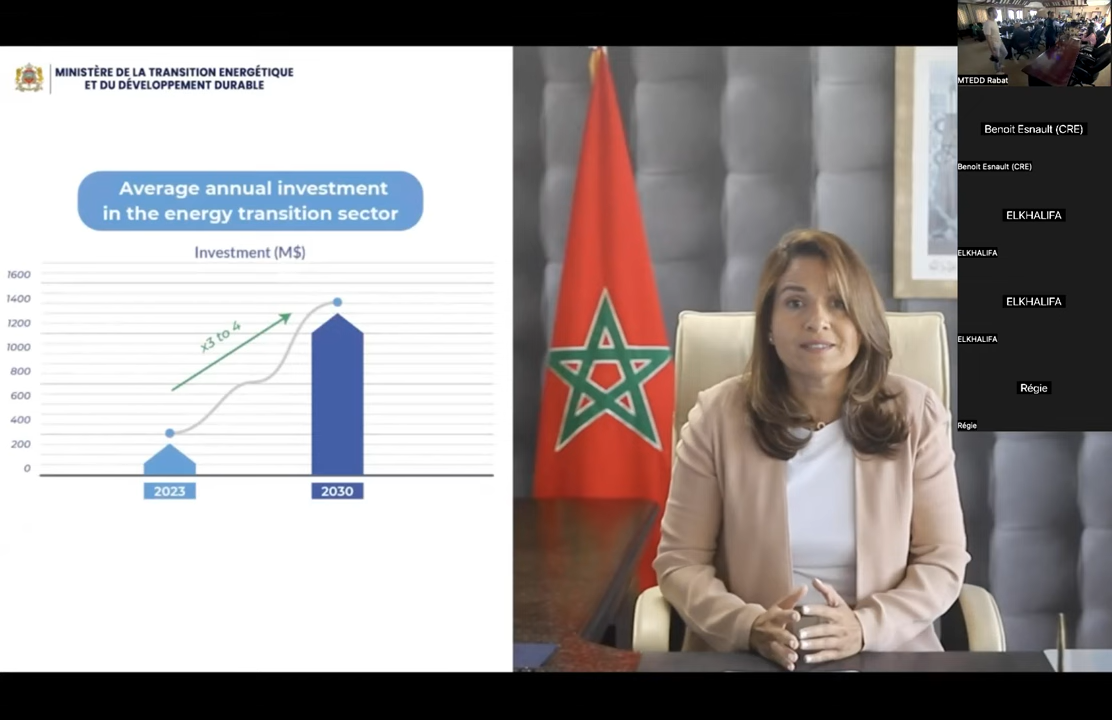 MINISTÈRE DE LA TRANSITION ENERGÉTIQUE
ET DU DÉVELOPPEMENT DURABLE
Average annual investment
in the energy transition sector
Investment (M$)
1600
1400
1200
1000
800
600
400
200
0
x3 to 4
2023
2030
MTEDD Rabat
Benoit Esnault (CRE)
Benoit Esnault (CRE)
ELKHALIFA
ELKHALIFA
ELKHALIFA
ELKHALIFA
Régie
Régie